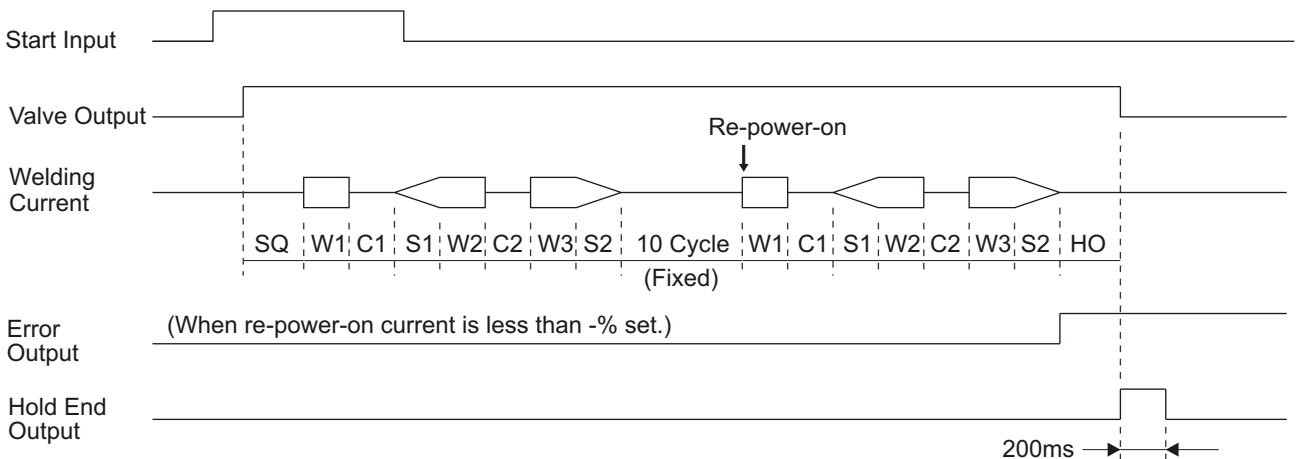 Start Input
Valve Output
Re-power-on
Welding
Current
SQ W1 C1 S1 W2 C2 W3 S2 10 Cycle W1 C1 S1 W2 C2 W3 S2 HO
(Fixed)
Error
Output
(When re-power-on current is less than -% set.)
Hold End
Output
200ms